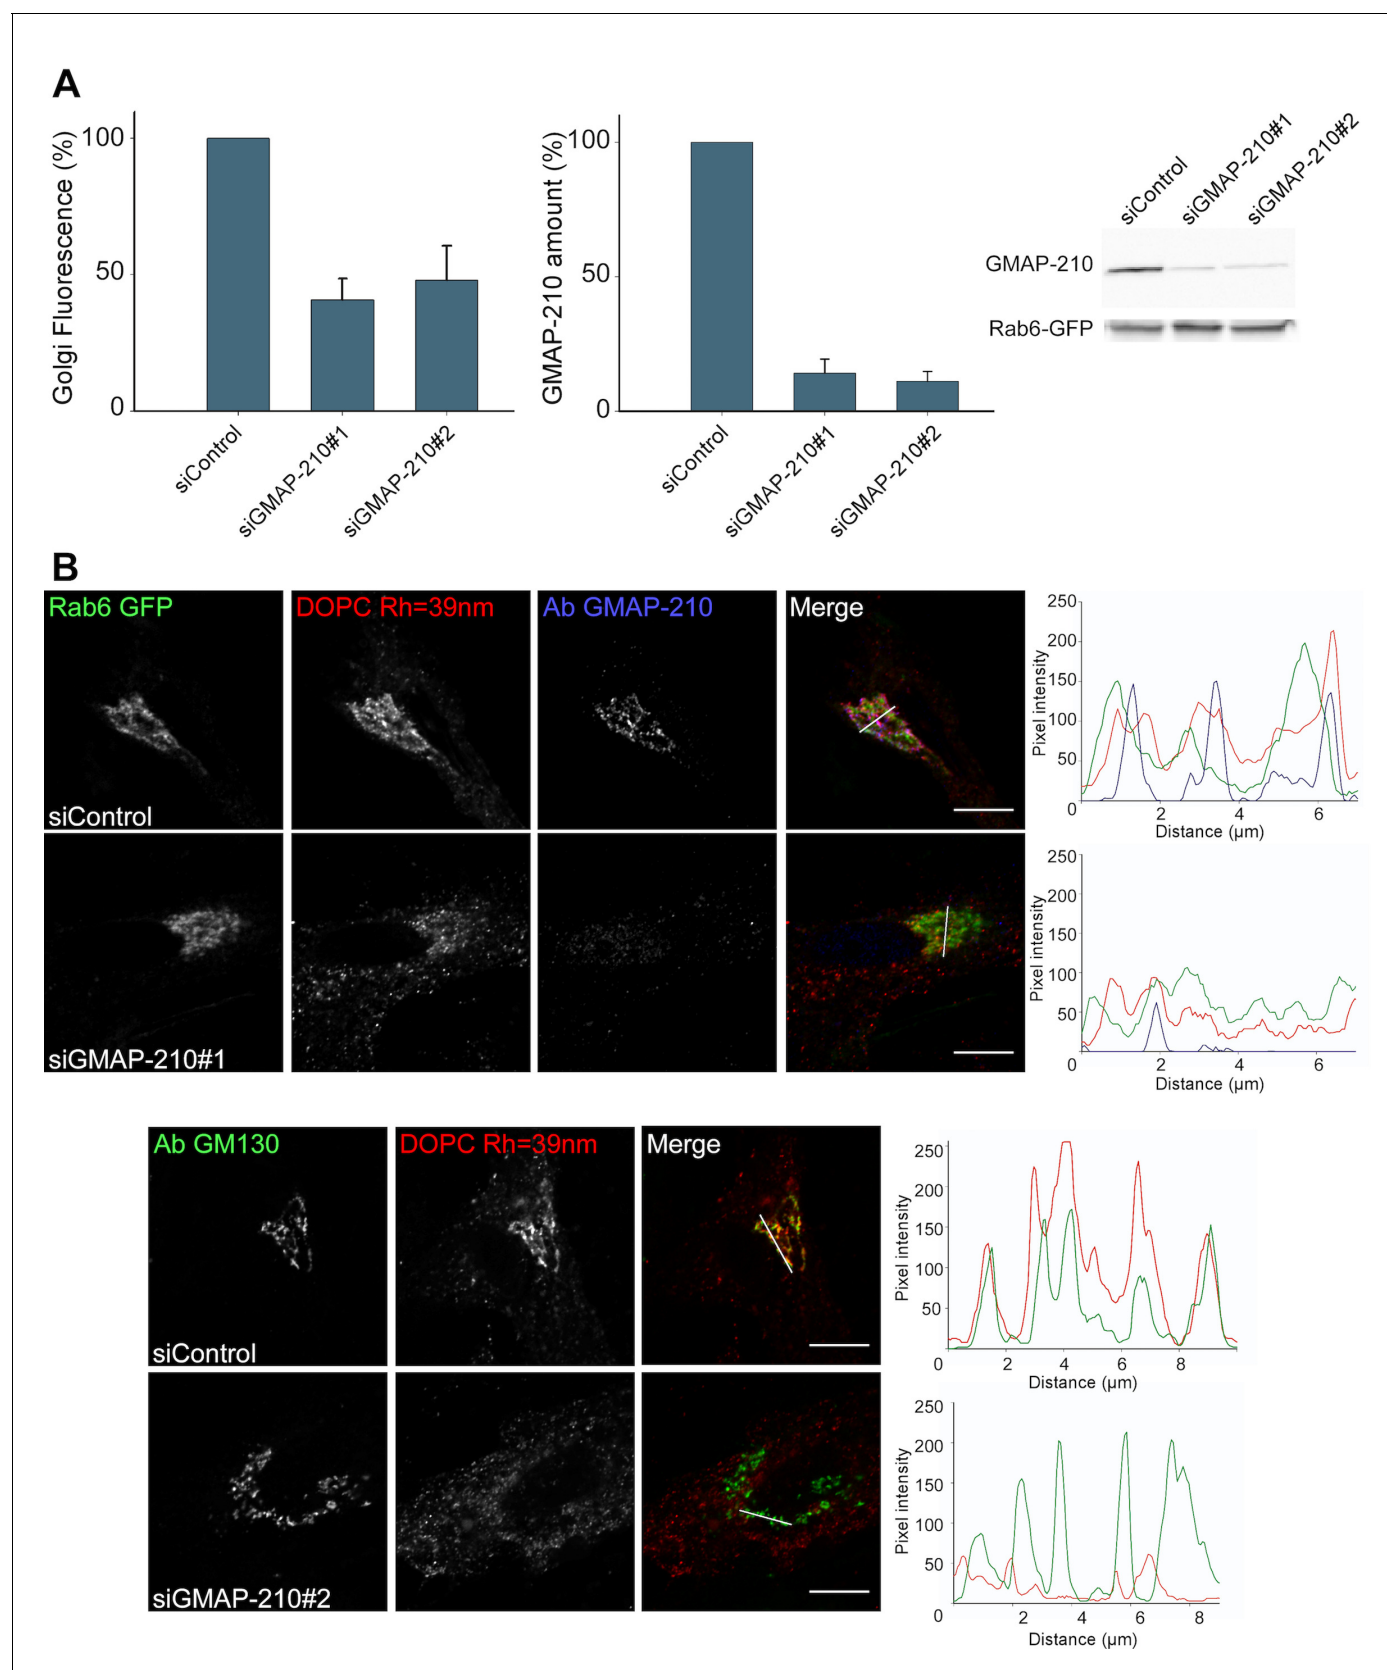 A
Golgi Fluorescence (%)
100
50
0
siControl
siGMAP-210#1
siGMAP-210#2
GMAP-210 amount (%)
100
50
0
siControl
siGMAP-210#1
siGMAP-210#2
siControl
siGMAP-210#1
siGMAP-210#2
GMAP-210
Rab6-GFP
B
Rab6 GFP
DOPC Rh=39nm
Ab GMAP-210
Merge
siControl
Pixel intensity
250
200
150
100
50
0
2 4 6
Distance (µm)
siGMAP-210#1
Pixel intensity
250
200
150
100
50
0
2 4 6
Distance (µm)
Ab GM130
DOPC Rh=39nm
Merge
siControl
Pixel intensity
250
200
150
100
50
0
2 4 6 8
Distance (µm)
siGMAP-210#2
Pixel intensity
250
200
150
100
50
0
2 4 6 8
Distance (µm)